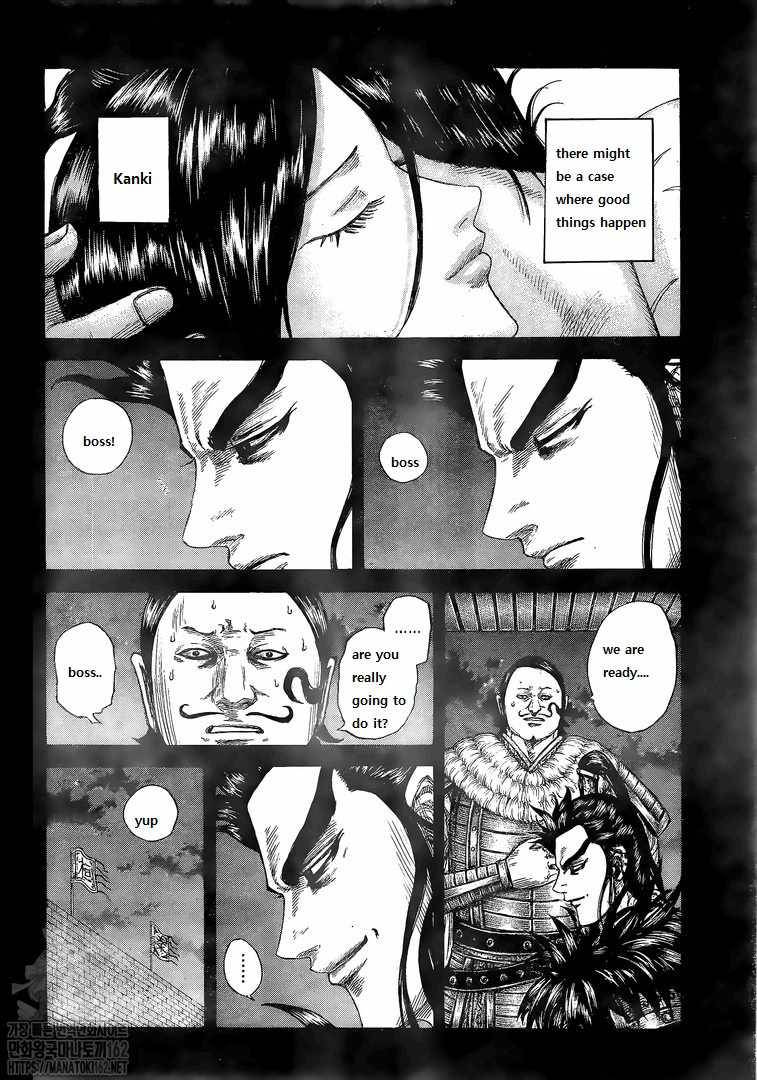 Kanki
there might
be a case
where good
things happen
boss!
boss
boss..
......
are you
really
going to
do it?
we are
ready....
yup
......
만화왕국마나토끼162
HTTPS://MANATOKI162.NET